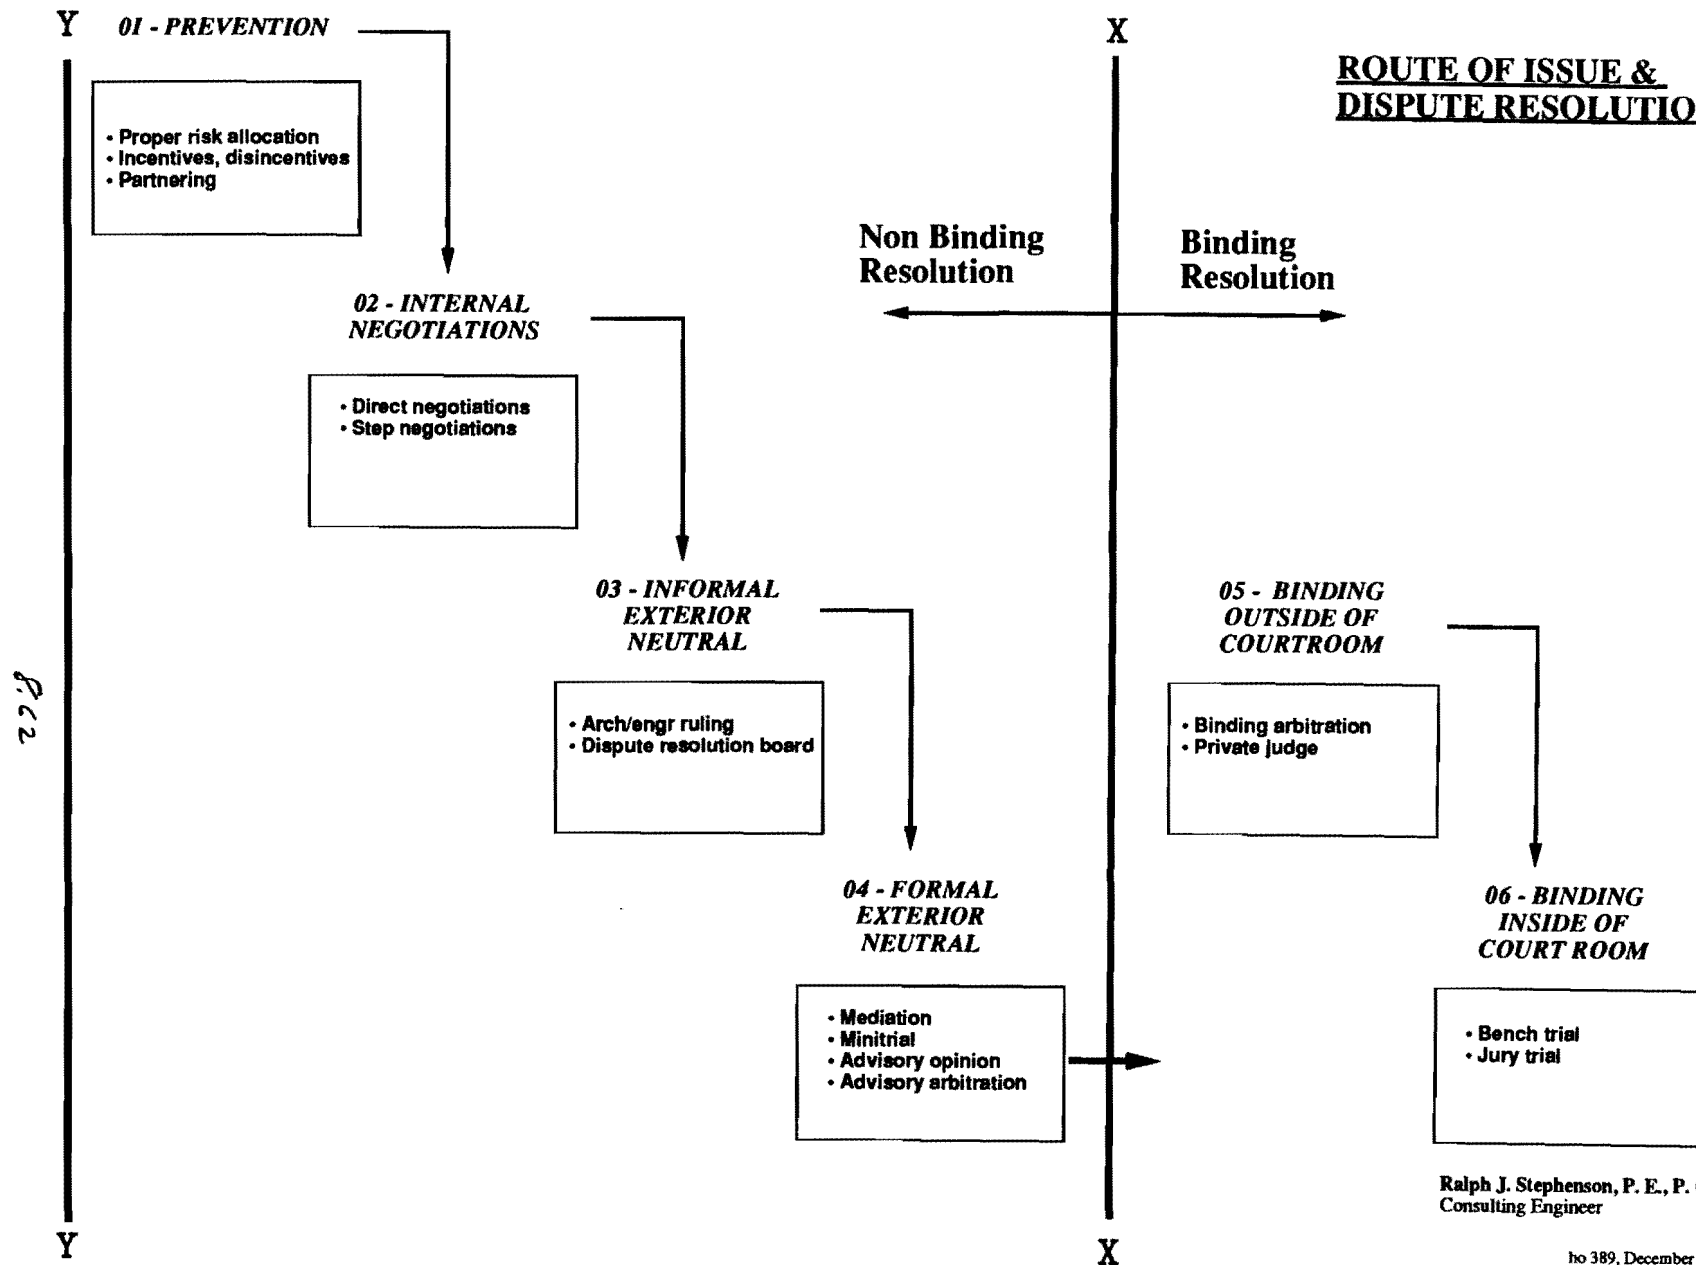 Y
01 - PREVENTION
• Proper risk allocation
• Incentives, disincentives
• Partnering
X
ROUTE OF ISSUE &
DISPUTE RESOLUTIO
Non Binding
Resolution
Binding
Resolution
02 - INTERNAL
NEGOTIATIONS
• Direct negotiations
• Step negotiations
03 - INFORMAL
EXTERIOR
NEUTRAL
• Arch/engr ruling
• Dispute resolution board
04 - FORMAL
EXTERIOR
NEUTRAL
• Mediation
• Minitrial
• Advisory opinion
• Advisory arbitration
05 - BINDING
OUTSIDE OF
COURTROOM
• Binding arbitration
• Private judge
06 - BINDING
INSIDE OF
COURT ROOM
• Bench trial
• Jury trial
Y
X
Ralph J. Stephenson, P. E., P.
Consulting Engineer
ho 389, December